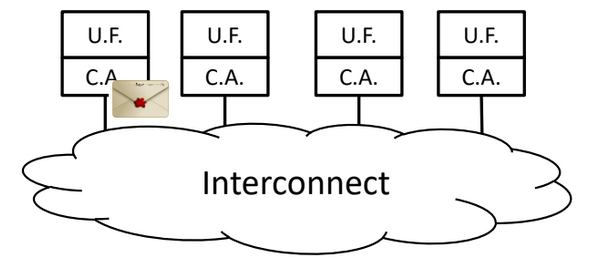 U.F. U.F. U.F. U.F.
C.A. C.A. C.A. C.A.
Interconnect